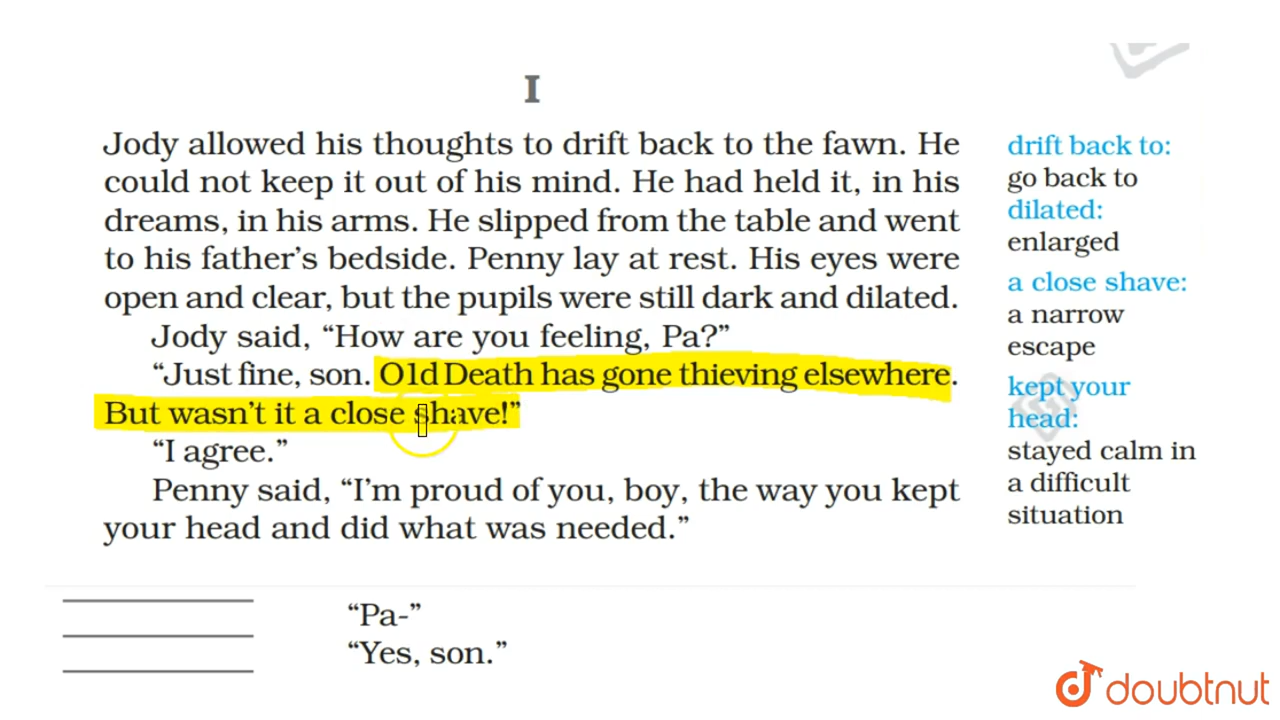 I
Jody allowed his thoughts to drift back to the fawn. He
could not keep it out of his mind. He had held it, in his
dreams, in his arms. He slipped from the table and went
to his father’s bedside. Penny lay at rest. His eyes were
open and clear, but the pupils were still dark and dilated.
Jody said, “How are you feeling, Pa?”
“Just fine, son. O1d Death has gone thieving elsewhere.
But wasn’t it a close shave!”
“I agree.”
Penny said, “I’m proud of you, boy, the way you kept
your head and did what was needed.”
“Pa-”
“Yes, son.”
drift back to:
go back to
dilated:
enlarged
a close shave:
a narrow
escape
kept your
head:
stayed calm in
a difficult
situation
doubtnut